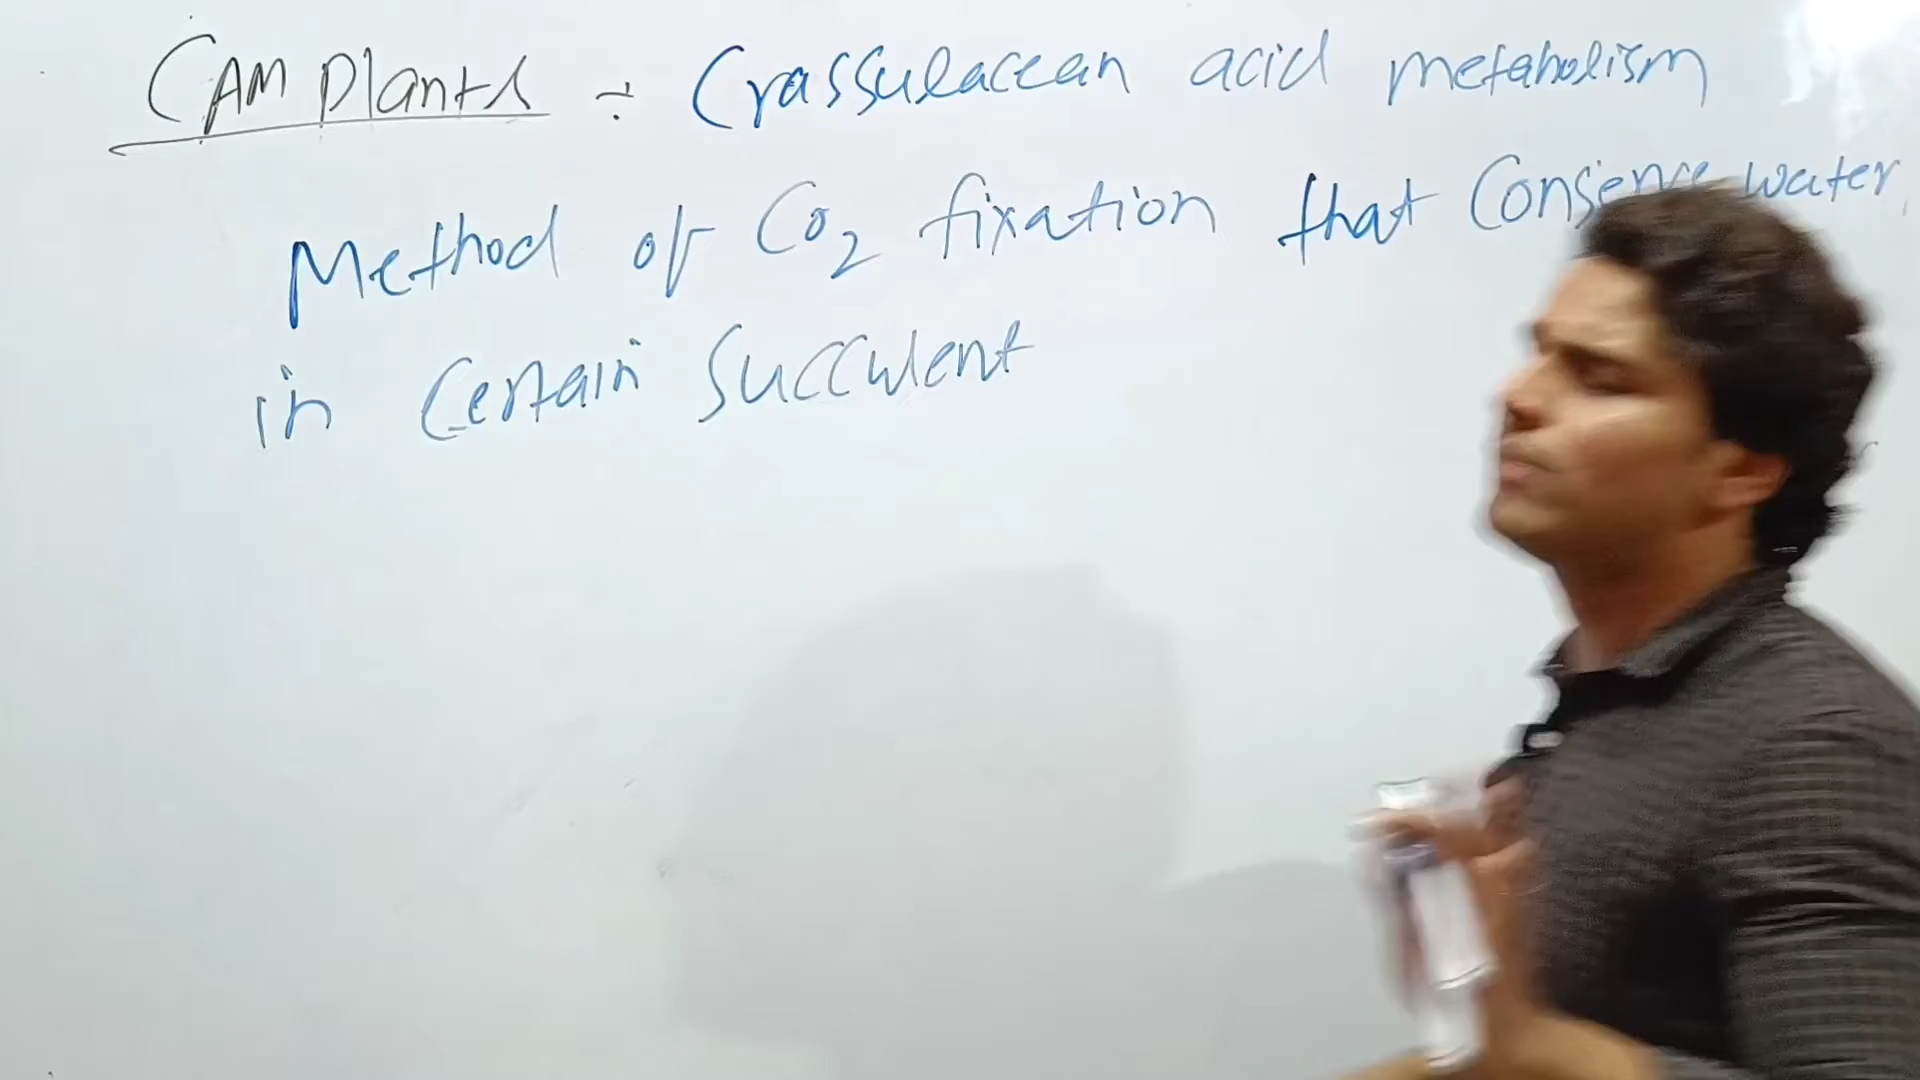 CAM Plants ÷ Crassulacean acid metabolism
Method of CO2 fixation that Conserve water
in Certain Succulent